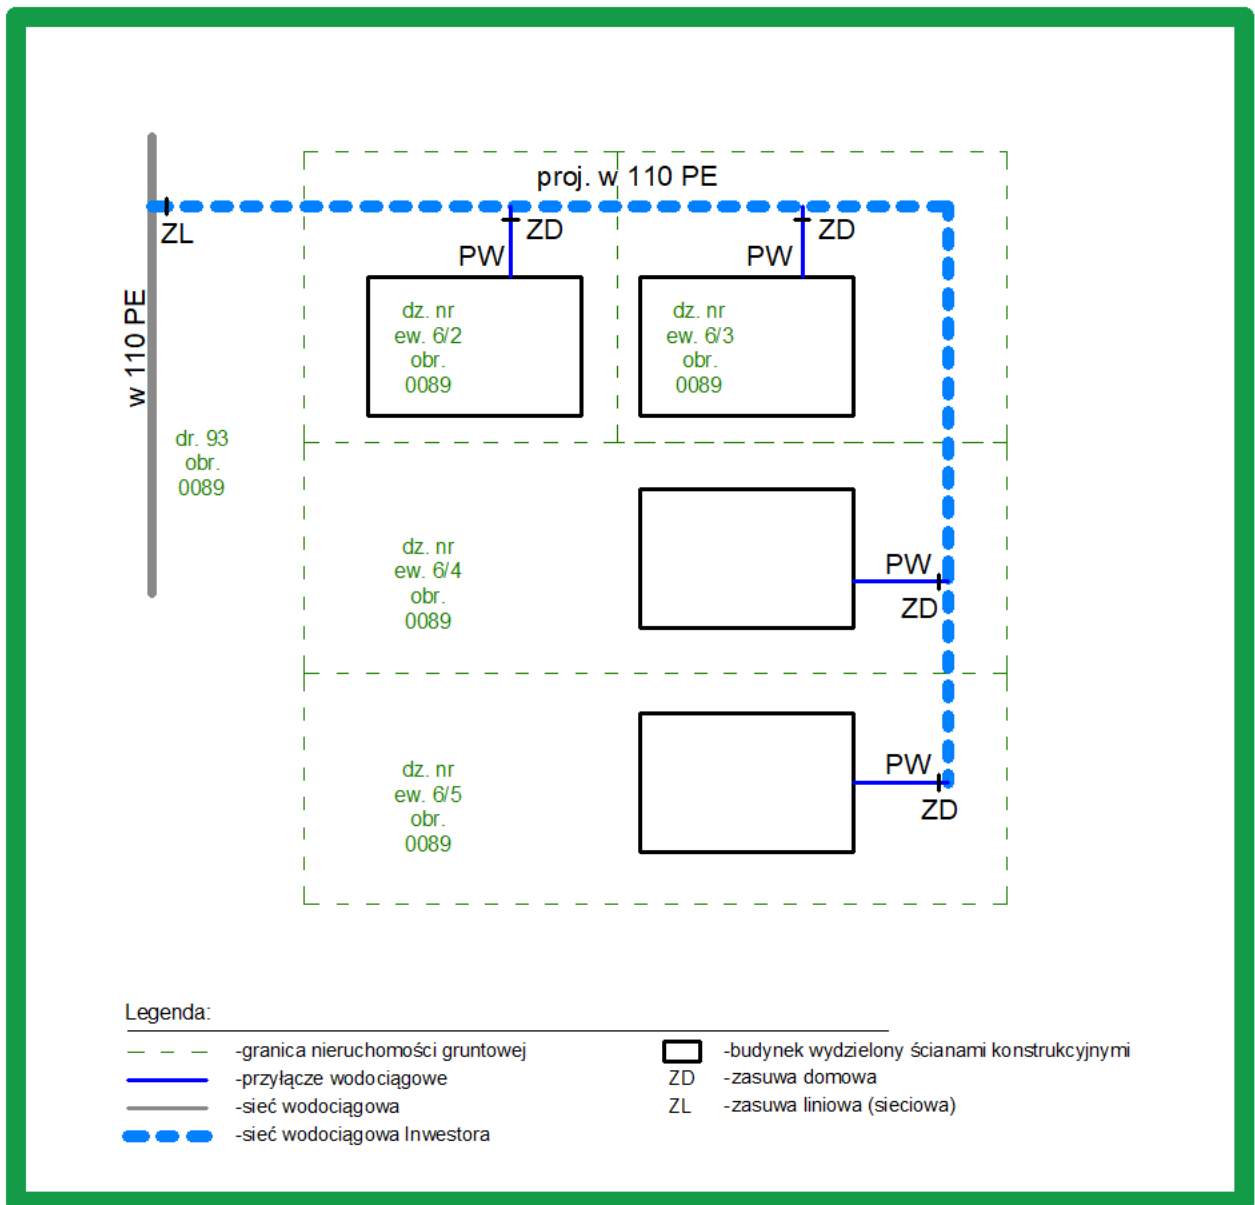 proj. w 110 PE
ZL
ZD
ZD
PW
PW
w 110 PE
dz. nr
ew. 6/2
obr.
0089
dz. nr
ew. 6/3
obr.
0089
dr. 93
obr.
0089
dz. nr
ew. 6/4
obr.
0089
PW
ZD
dz. nr
ew. 6/5
obr.
0089
PW
ZD
Legenda:
-granica nieruchomości gruntowej
-przyłącze wodociągowe
-sieć wodociągowa
-sieć wodociągowa Inwestora
-budynek wydzielony ścianami konstrukcyjnymi
ZD -zasuwa domowa
ZL -zasuwa liniowa (sieciowa)